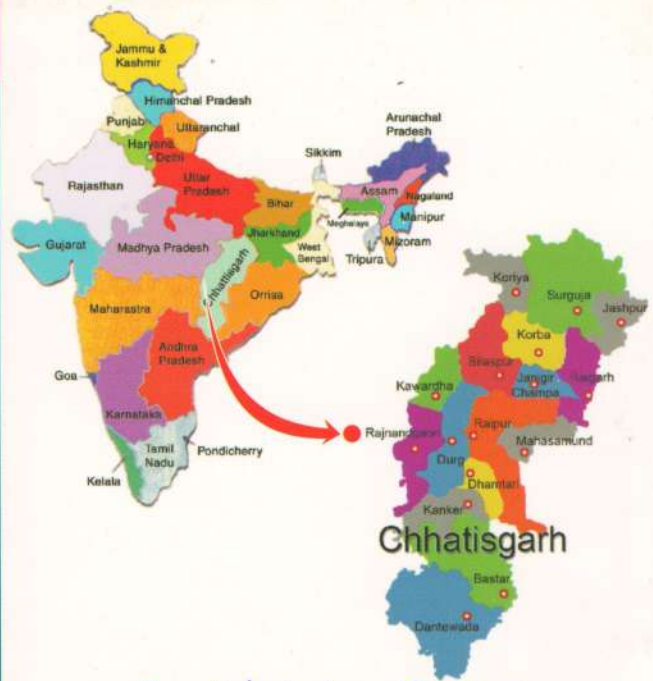 Jammu &
Kashmir
Himanchal Pradesh
Punjab
Uttaranchal
Haryana
Delhi
Arunachal
Pradesh
Sikkim
Rajasthan
Uttar
Pradesh
Assam
Nagaland
Bihar
Meghalaya
Manipur
Gujarat
Madhya Pradesh
Jharkhand
West
Bengal
Tripura
Mizoram
Chhattisgarh
Maharastra
Orrisa
Andhra
Pradesh
Goa
Karnataka
Tamil
Nadu
Pondicherry
Kelala
Koriya
Surguja
Jashpur
Korba
Bilaspur
Janjgir
Champa
Raigarh
Kawardha
Rajnandgaon
Raipur
Mahasamund
Durg
Dhamtari
Kanker
Chhatisgarh
Bastar
Dantewada